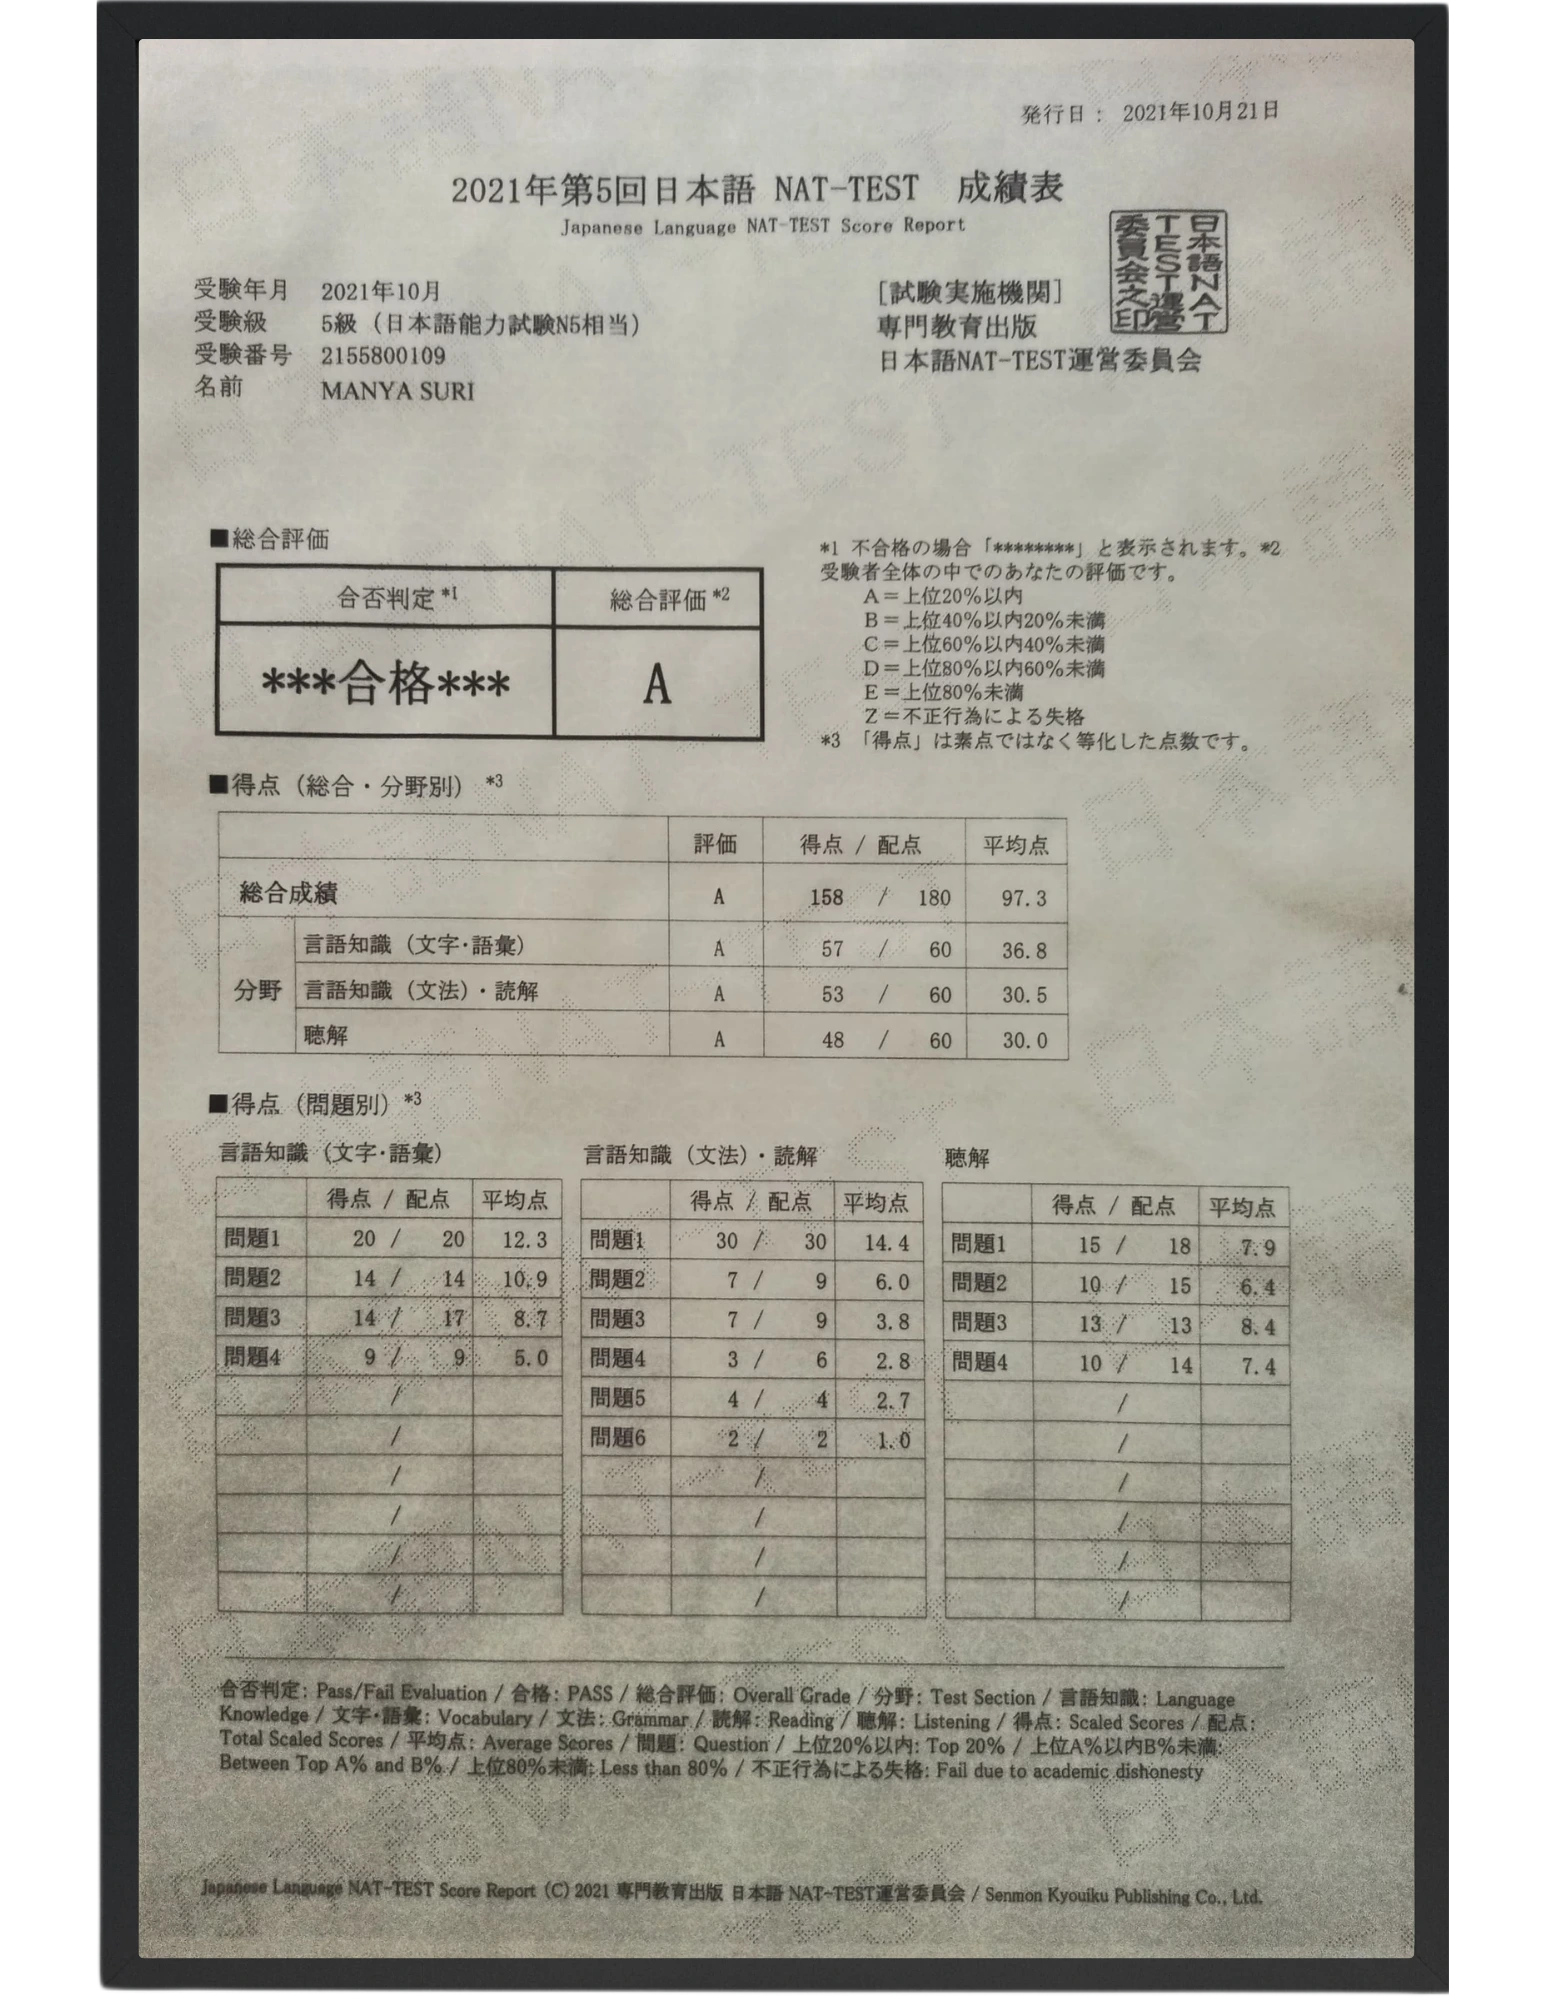 発行日： 2021年10月21日
2021年第5回日本語 NAT-TEST 成績表
Japanese Language NAT-TEST Score Report
日本語NAT
TEST運営
委員会之印
受験年月 2021年10月
受験級 5級（日本語能力試験N5相当）
受験番号 2155800109
名前 MANYA SURI
[試験実施機関]
専門教育出版
日本語NAT-TEST運営委員会
■総合評価
合否判定*1 総合評価*2
***合格*** A
*1 不合格の場合「********」と表示されます。*2
受験者全体の中でのあなたの評価です。
A＝上位20%以内
B＝上位40%以内20%未満
C＝上位60%以内40%未満
D＝上位80%以内60%未満
E＝上位80%未満
Z＝不正行為による失格
*3 「得点」は素点ではなく等化した点数です。
■得点（総合・分野別） *3
評価 得点 / 配点 平均点
総合成績 A 158 / 180 97.3
分野
言語知識（文字・語彙） A 57 / 60 36.8
言語知識（文法）・読解 A 53 / 60 30.5
聴解 A 48 / 60 30.0
■得点（問題別） *3
言語知識（文字・語彙）
得点 / 配点 平均点
問題1 20 / 20 12.3
問題2 14 / 14 10.9
問題3 14 / 17 8.7
問題4 9 / 9 5.0
/
/
/
/
/
/
言語知識（文法）・読解
得点 / 配点 平均点
問題1 30 / 30 14.4
問題2 7 / 9 6.0
問題3 7 / 9 3.8
問題4 3 / 6 2.8
問題5 4 / 4 2.7
問題6 2 / 2 1.0
/
/
/
/
聴解
得点 / 配点 平均点
問題1 15 / 18 7.9
問題2 10 / 15 6.4
問題3 13 / 13 8.4
問題4 10 / 14 7.4
/
/
/
/
/
/
合否判定: Pass/Fail Evaluation / 合格: PASS / 総合評価: Overall Grade / 分野: Test Section / 言語知識: Language
Knowledge / 文字・語彙: Vocabulary / 文法: Grammar / 読解: Reading / 聴解: Listening / 得点: Scaled Scores / 配点:
Total Scaled Scores / 平均点: Average Scores / 問題: Question / 上位20%以内: Top 20% / 上位A%以内B%未満:
Between Top A% and B% / 上位80%未満: Less than 80% / 不正行為による失格: Fail due to academic dishonesty
Japanese Language NAT-TEST Score Report (C) 2021 専門教育出版 日本語 NAT-TEST運営委員会 / Senmon Kyouiku Publishing Co., Ltd.